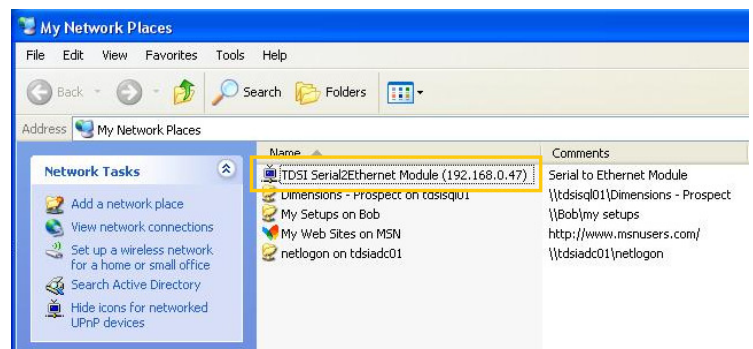 My Network Places
File Edit View Favorites Tools Help
Back Search Folders
Address My Network Places
Name Comments
Network Tasks
Add a network place
View network connections
Set up a wireless network
for a home or small office
Search Active Directory
Hide icons for networked
UPnP devices
TDSI Serial2Ethernet Module (192.168.0.47) Serial to Ethernet Module
Dimensions - Prospect on tdsisql01 \\tdsisql01\Dimensions - Prospect
My Setups on Bob \\Bob\my setups
My Web Sites on MSN http://www.msnusers.com/
netlogon on tdsiadc01 \\tdsiadc01\netlogon